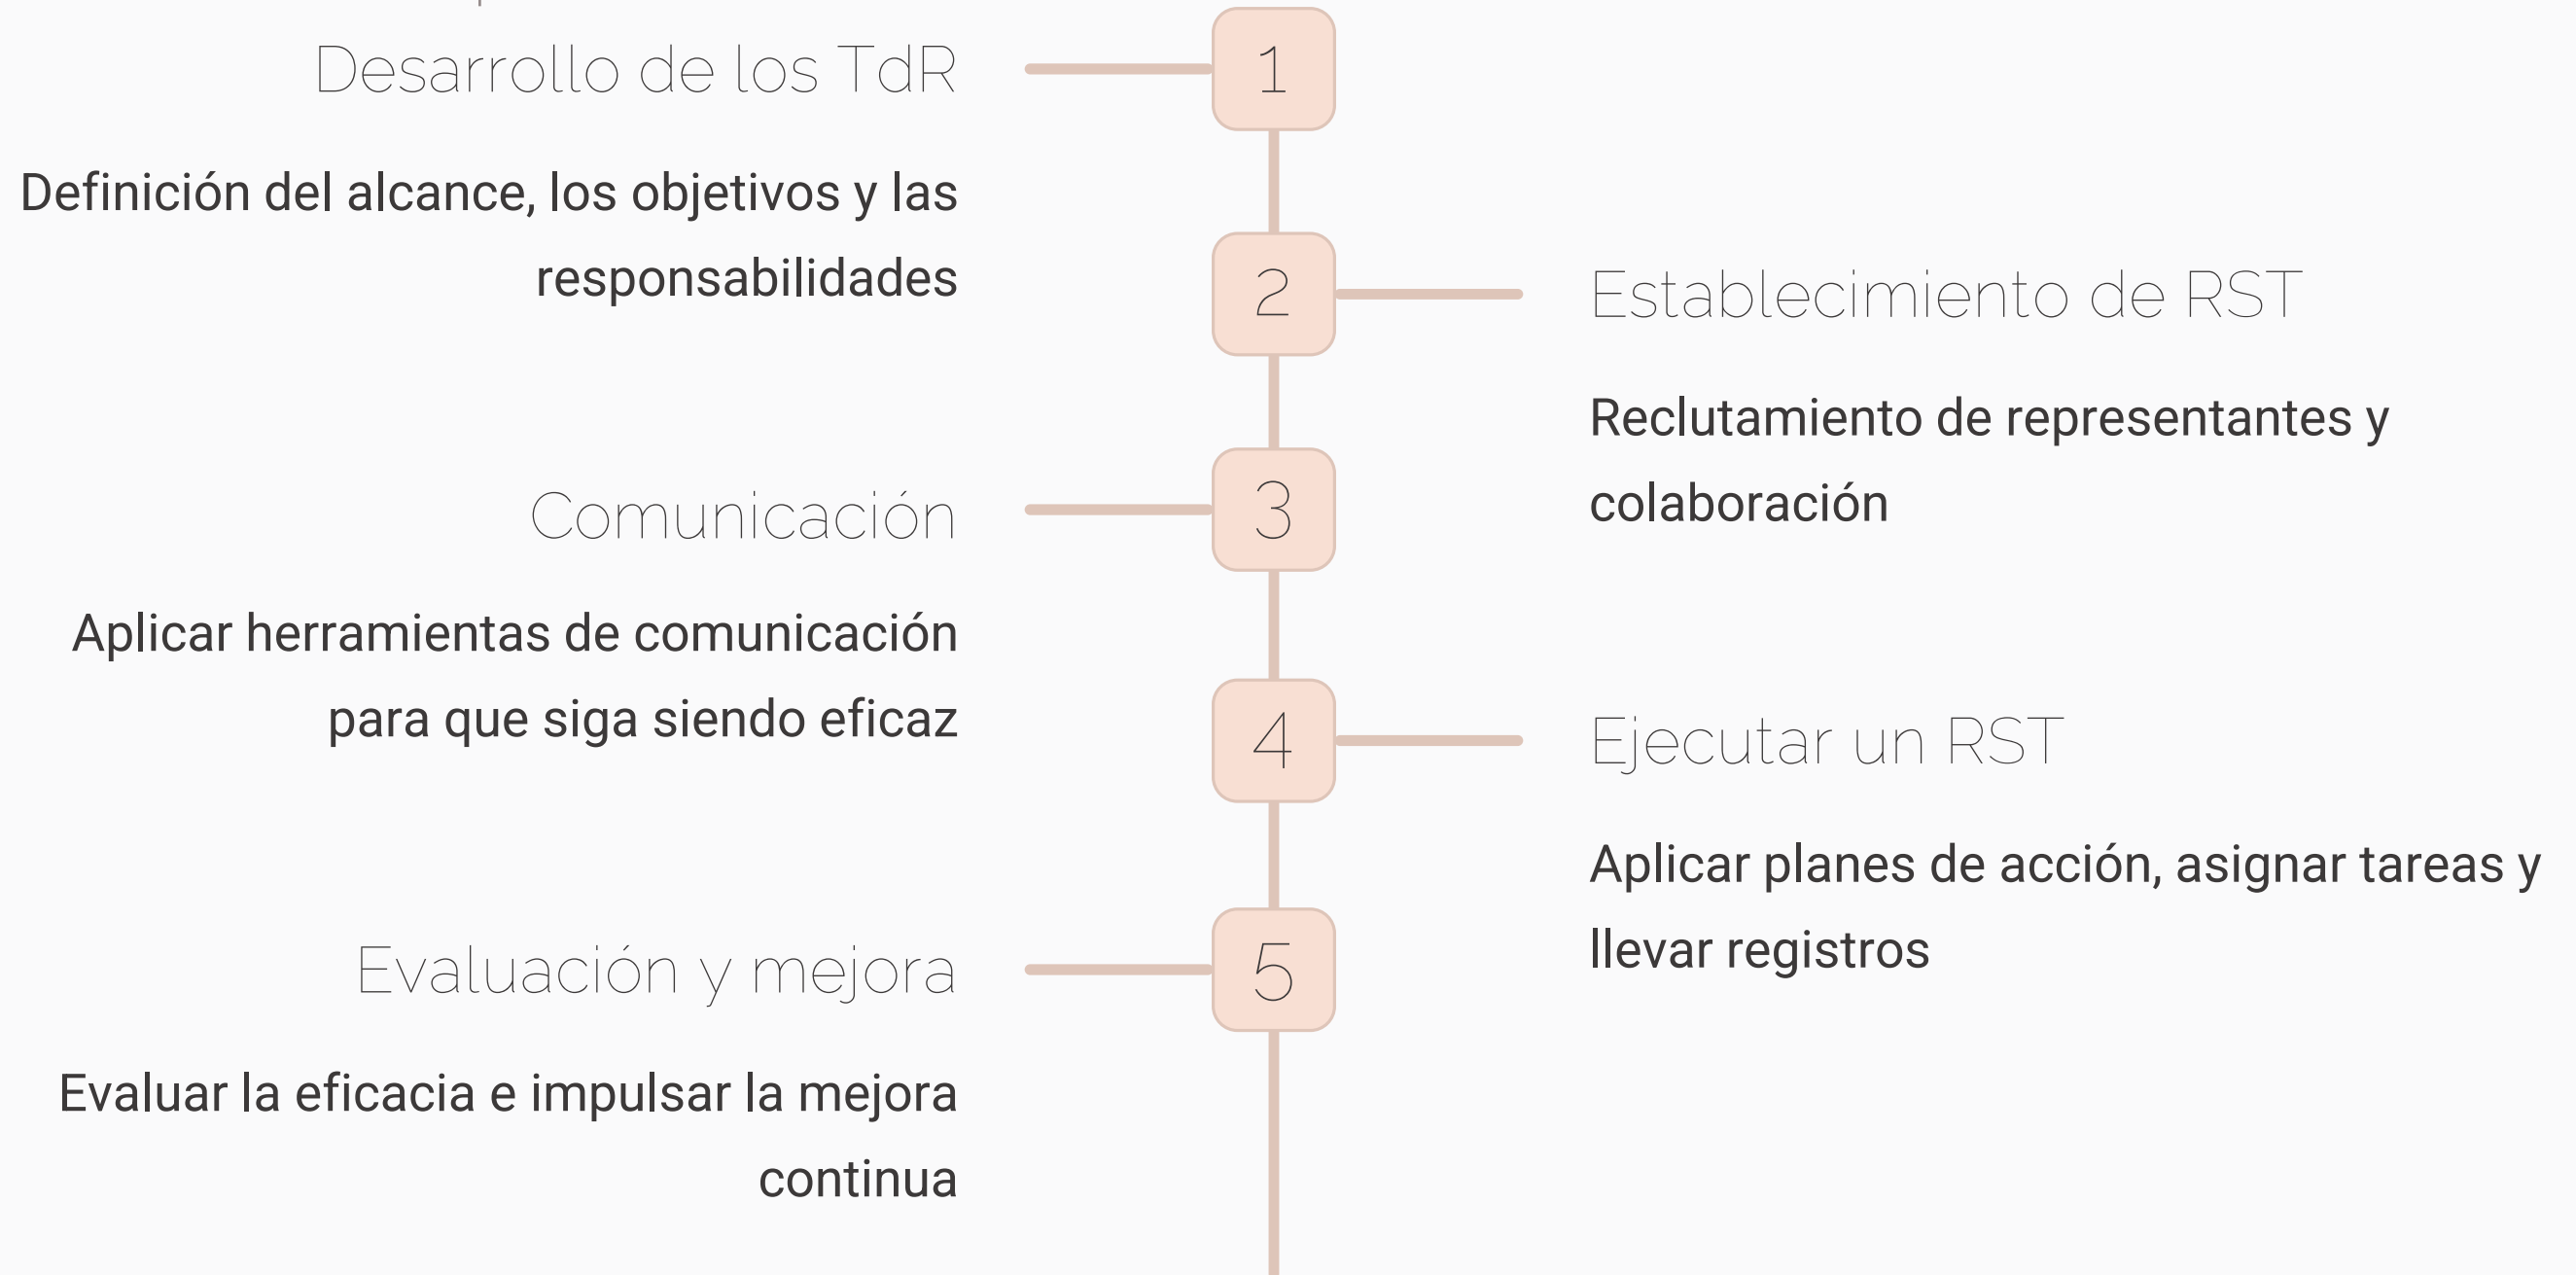 Desarrollo de los TdR
1
Definición del alcance, los objetivos y las
responsabilidades
2
Establecimiento de RST
Reclutamiento de representantes y
colaboración
Comunicación
3
Aplicar herramientas de comunicación
para que siga siendo eficaz
4
Ejecutar un RST
Aplicar planes de acción, asignar tareas y
llevar registros
Evaluación y mejora
5
Evaluar la eficacia e impulsar la mejora
continua